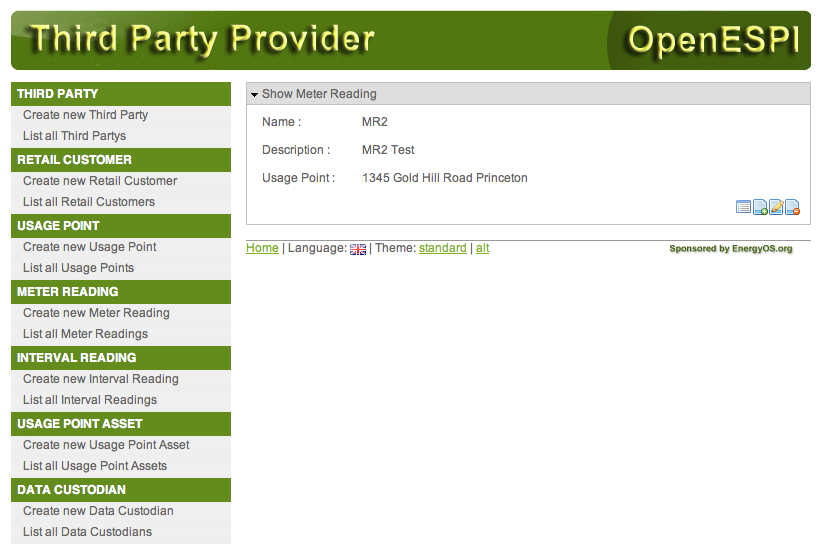 Third Party Provider
OpenESPI
THIRD PARTY
Create new Third Party
List all Third Partys
RETAIL CUSTOMER
Create new Retail Customer
List all Retail Customers
USAGE POINT
Create new Usage Point
List all Usage Points
METER READING
Create new Meter Reading
List all Meter Readings
INTERVAL READING
Create new Interval Reading
List all Interval Readings
USAGE POINT ASSET
Create new Usage Point Asset
List all Usage Point Assets
DATA CUSTODIAN
Create new Data Custodian
List all Data Custodians
Show Meter Reading
Name : MR2
Description : MR2 Test
Usage Point : 1345 Gold Hill Road Princeton
Home | Language: | Theme: standard | alt
Sponsored by EnergyOS.org